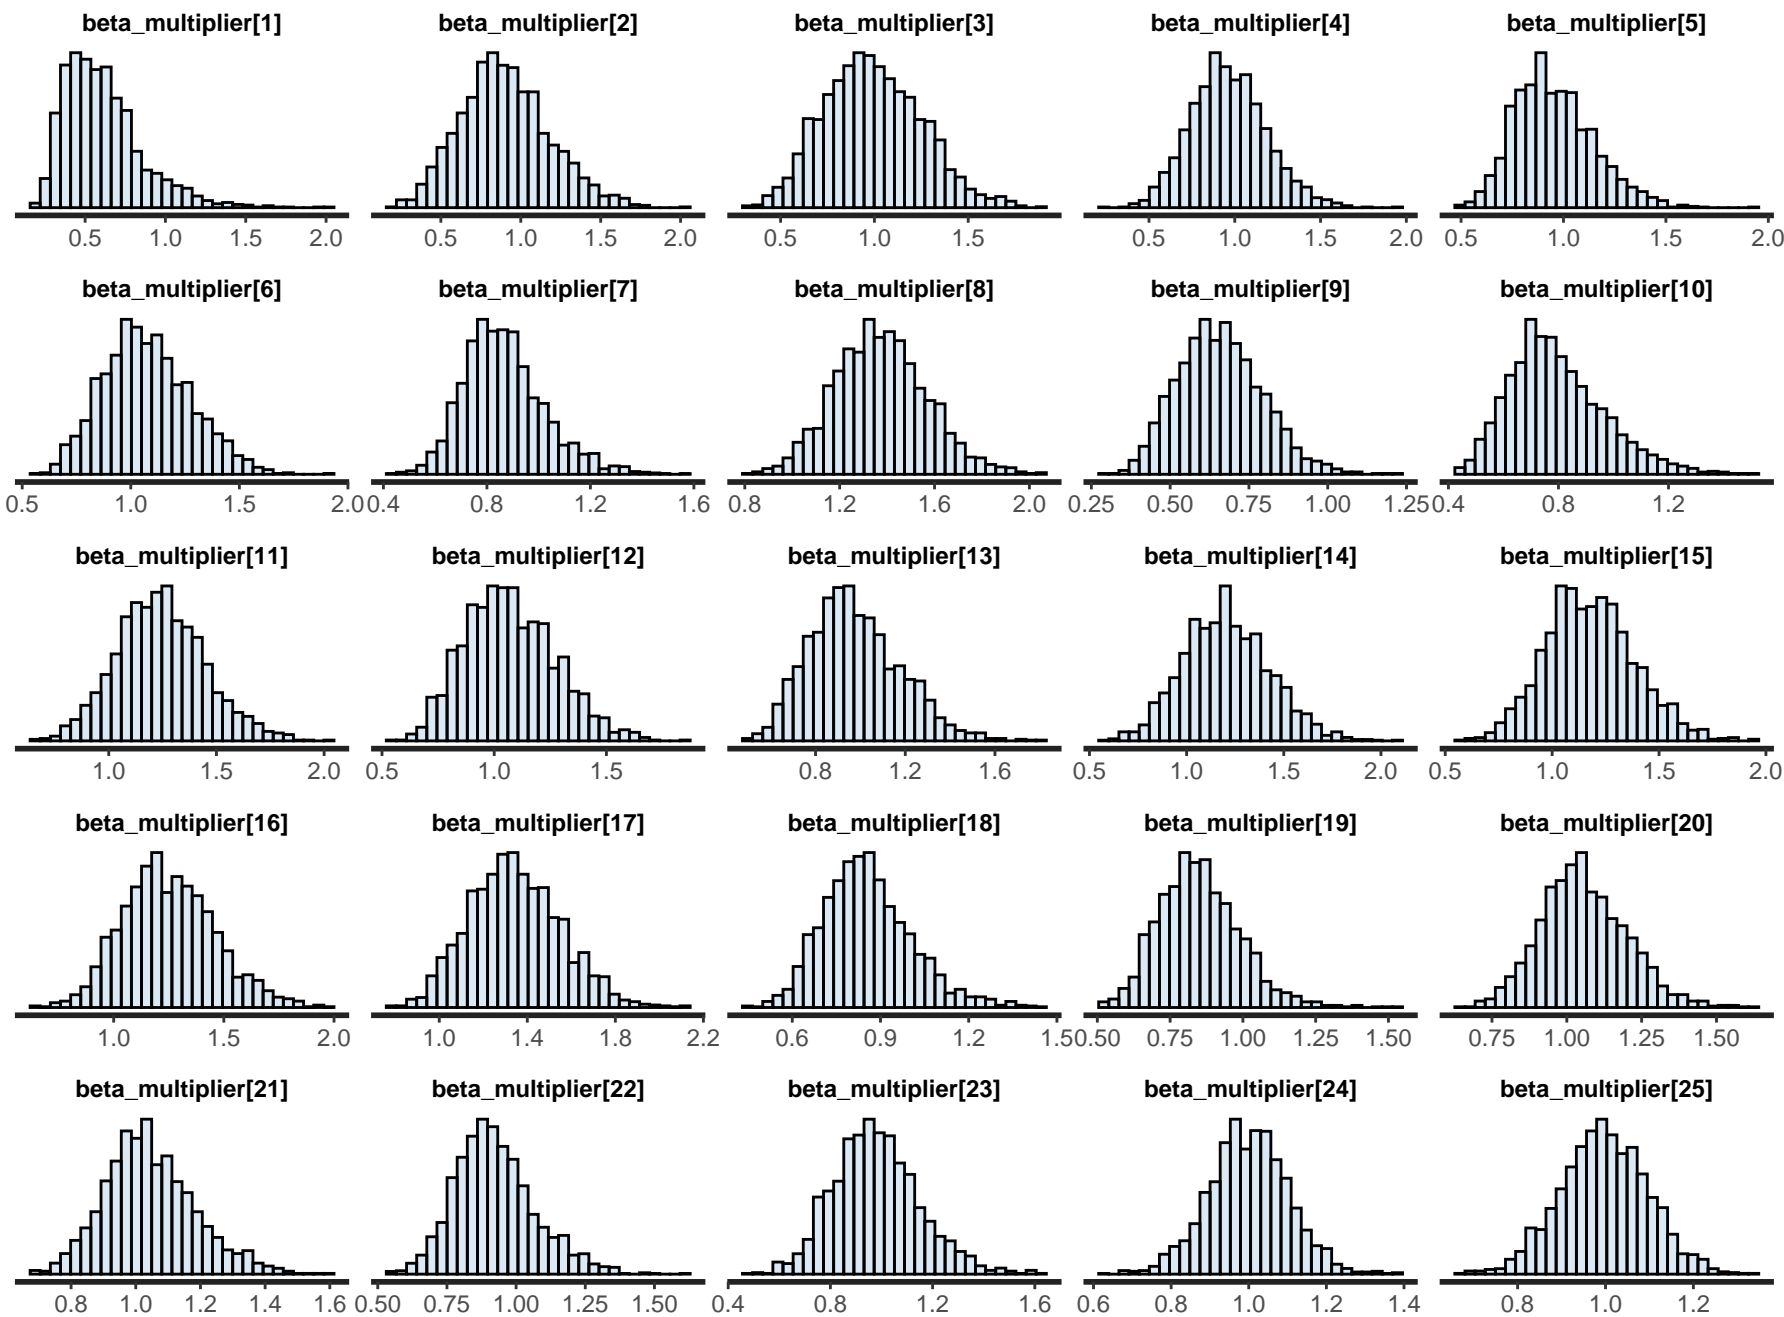 beta_multiplier[1] beta_multiplier[2] beta_multiplier[3] beta_multiplier[4] beta_multiplier[5]
0.5 1.0 1.5 2.0 0.5 1.0 1.5 2.0 0.5 1.0 1.5 0.5 1.0 1.5 2.0 0.5 1.0 1.5 2.0
beta_multiplier[6] beta_multiplier[7] beta_multiplier[8] beta_multiplier[9] beta_multiplier[10]
0.5 1.0 1.5 2.0 0.4 0.8 1.2 1.6 0.8 1.2 1.6 2.0 0.25 0.50 0.75 1.00 1.25 0.4 0.8 1.2
beta_multiplier[11] beta_multiplier[12] beta_multiplier[13] beta_multiplier[14] beta_multiplier[15]
1.0 1.5 2.0 0.5 1.0 1.5 0.8 1.2 1.6 0.5 1.0 1.5 2.0 0.5 1.0 1.5 2.0
beta_multiplier[16] beta_multiplier[17] beta_multiplier[18] beta_multiplier[19] beta_multiplier[20]
1.0 1.5 2.0 1.0 1.4 1.8 2.2 0.6 0.9 1.2 1.5 0.50 0.75 1.00 1.25 1.50 0.75 1.00 1.25 1.50
beta_multiplier[21] beta_multiplier[22] beta_multiplier[23] beta_multiplier[24] beta_multiplier[25]
0.8 1.0 1.2 1.4 1.6 0.50 0.75 1.00 1.25 1.50 0.4 0.8 1.2 1.6 0.6 0.8 1.0 1.2 1.4 0.8 1.0 1.2